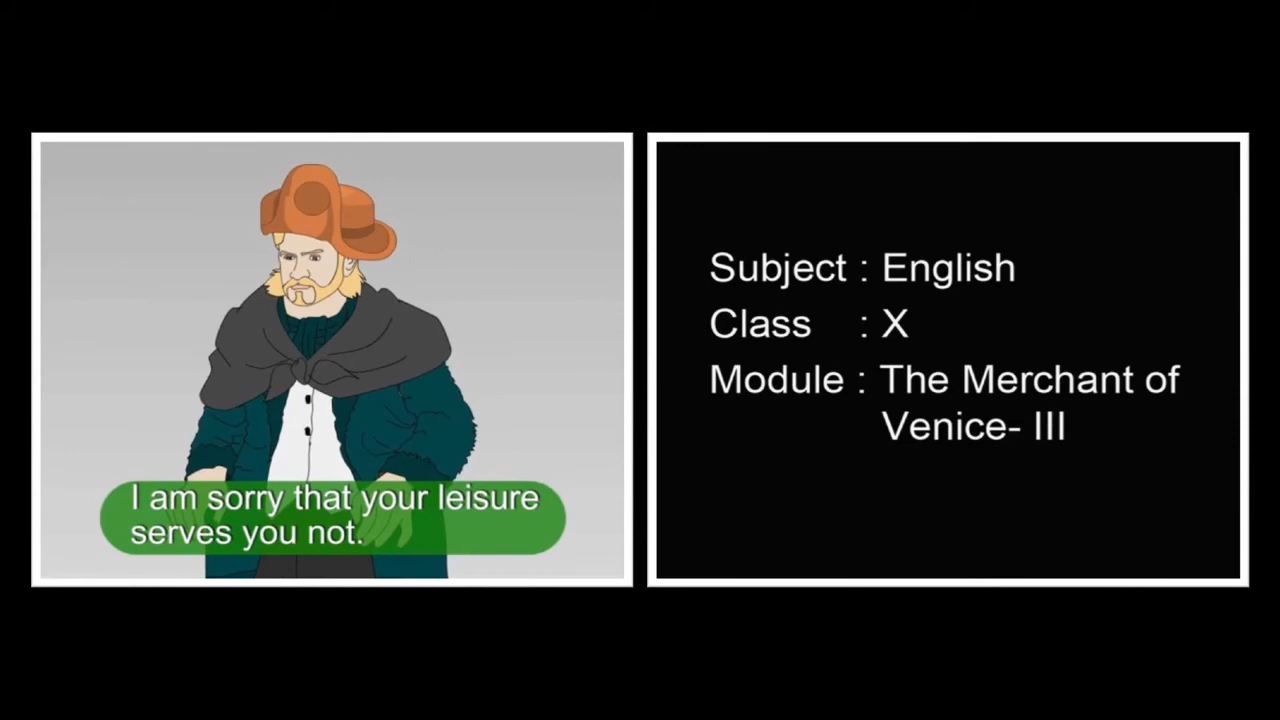 I am sorry that your leisure
serves you not.
Subject : English
Class : X
Module : The Merchant of
Venice- III